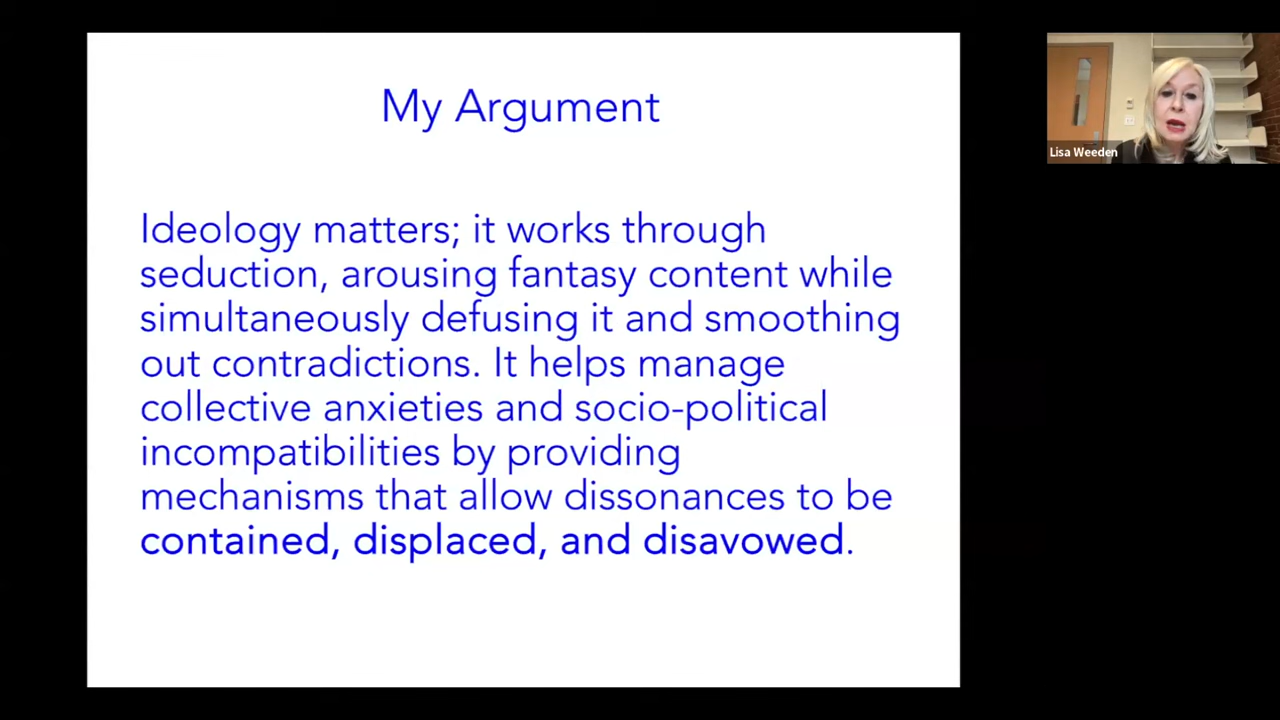 My Argument
Ideology matters; it works through
seduction, arousing fantasy content while
simultaneously defusing it and smoothing
out contradictions. It helps manage
collective anxieties and socio-political
incompatibilities by providing
mechanisms that allow dissonances to be
contained, displaced, and disavowed.
Lisa Weeden